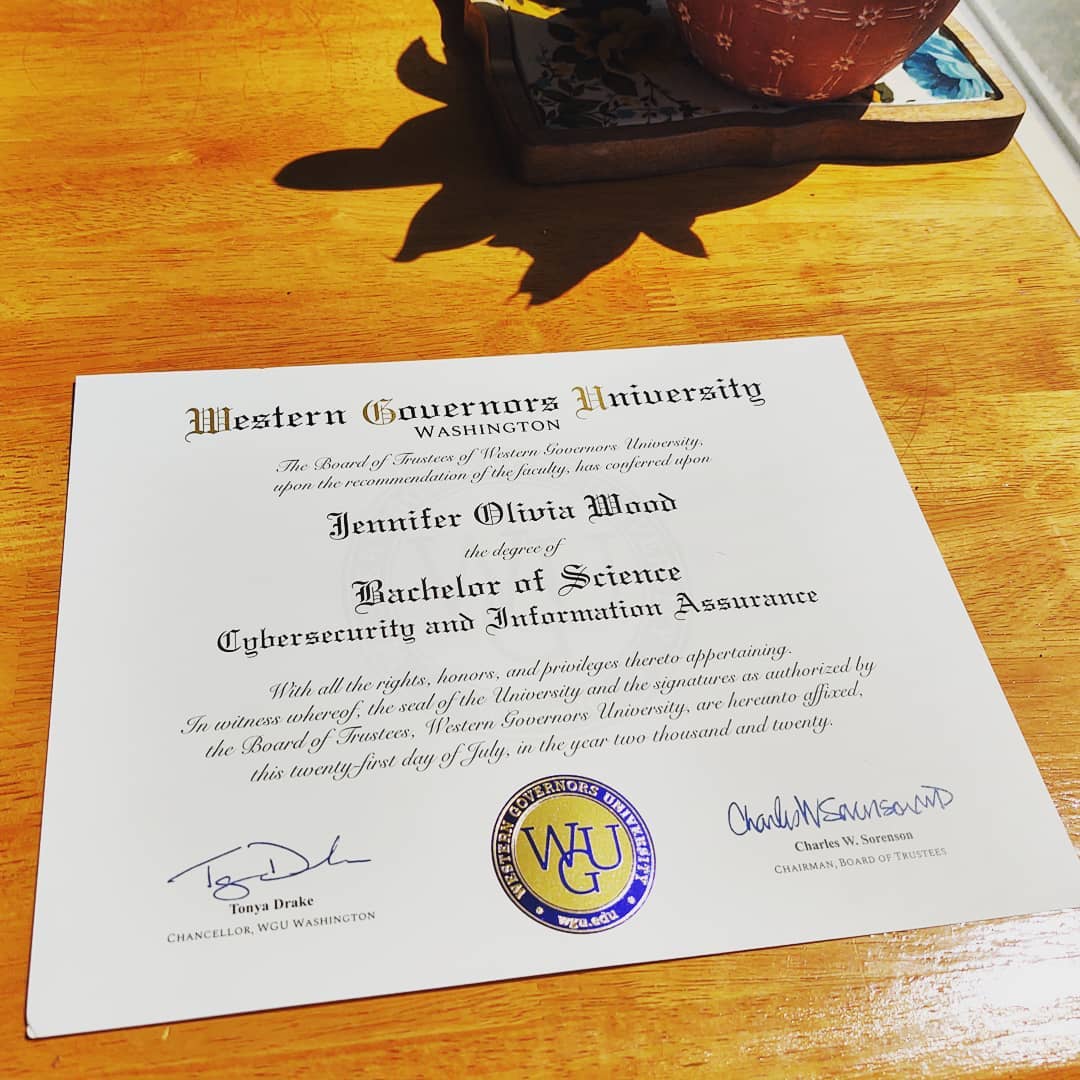 Western Governors University
WASHINGTON
The Board of Trustees of Western Governors University,
upon the recommendation of the faculty, has conferred upon
Jennifer Olivia Wood
the degree of
Bachelor of Science
Cybersecurity and Information Assurance
With all the rights, honors, and privileges thereto appertaining.
In witness whereof, the seal of the University and the signatures as authorized by
the Board of Trustees, Western Governors University, are hereunto affixed,
this twenty-first day of July, in the year two thousand and twenty.
Tonya Drake
CHANCELLOR, WGU WASHINGTON
WESTERN GOVERNORS UNIVERSITY
WGU
wgu.edu
Charles W Sorenson MD
Charles W. Sorenson
CHAIRMAN, BOARD OF TRUSTEES